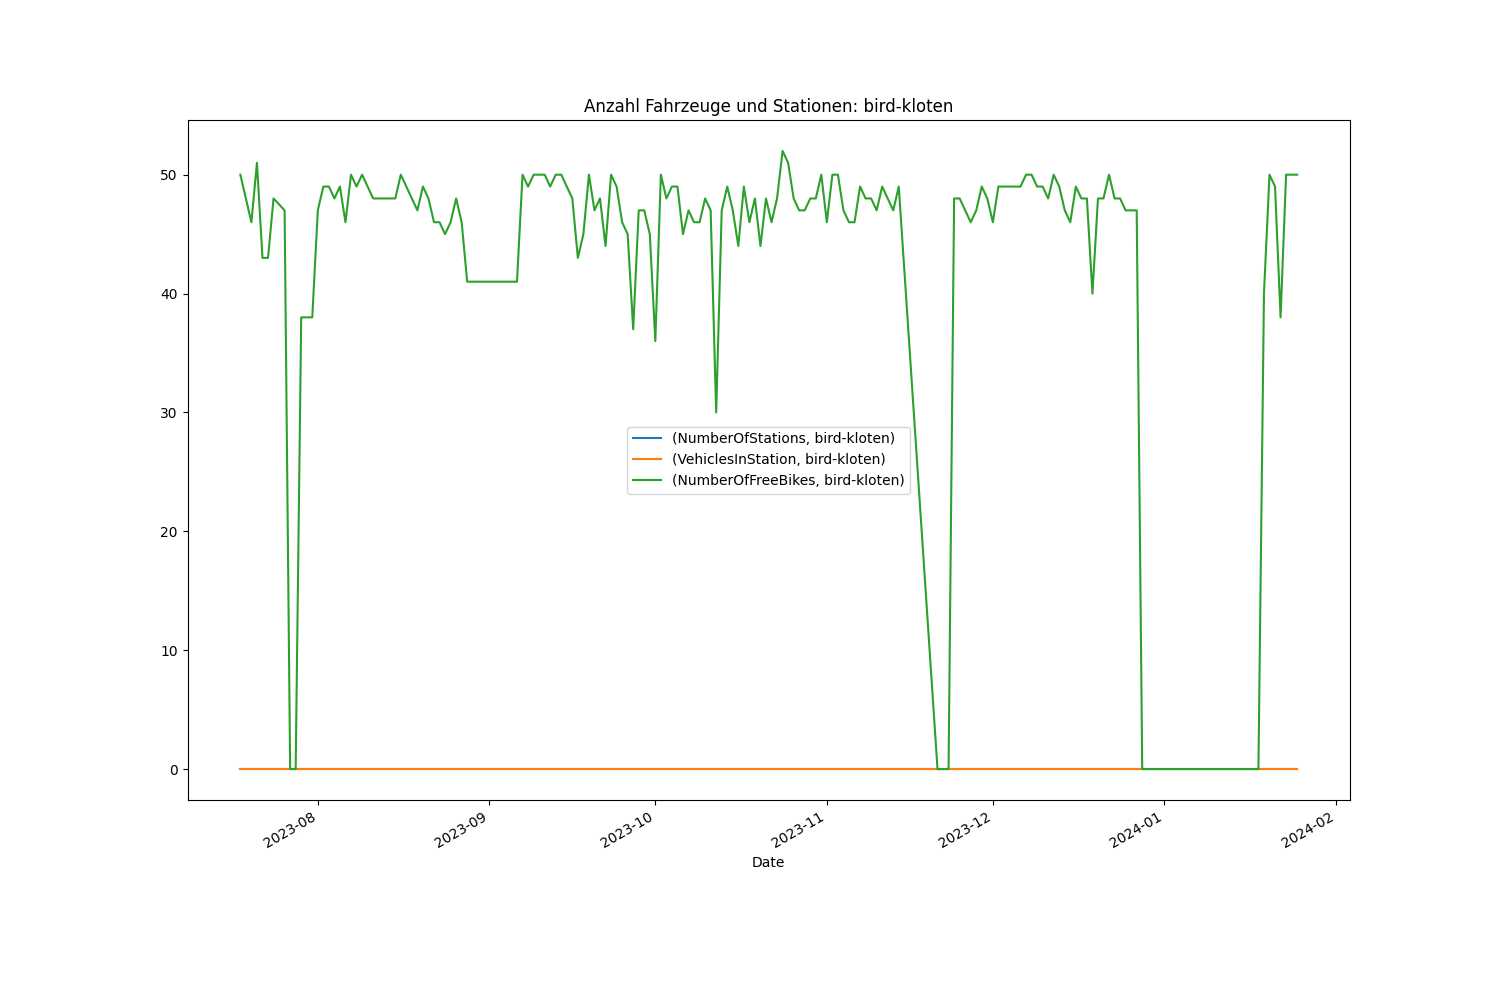 Anzahl Fahrzeuge und Stationen: bird-kloten
50
40
30
20
10
0
(NumberOfStations, bird-kloten)
(VehiclesInStation, bird-kloten)
(NumberOfFreeBikes, bird-kloten)
2023-08
2023-09
2023-10
2023-11
2023-12
2024-01
2024-02
Date